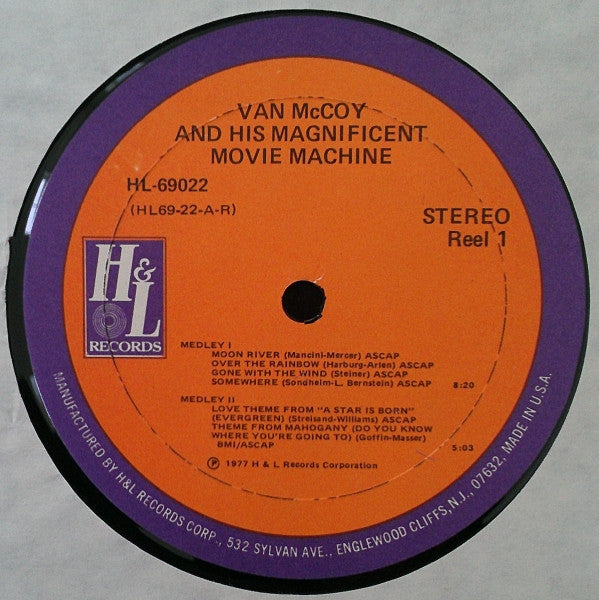 VAN McCOY
AND HIS MAGNIFICENT
MOVIE MACHINE
HL-69022
(HL69-22-A-R)
STEREO
Reel 1
H&L
RECORDS
MEDLEY I
MOON RIVER (Mancini-Mercer) ASCAP
OVER THE RAINBOW (Harburg-Arlen) ASCAP
GONE WITH THE WIND (Steiner) ASCAP
SOMEWHERE (Sondheim-L. Bernstein) ASCAP 8:20
MEDLEY II
LOVE THEME FROM "A STAR IS BORN"
(EVERGREEN) (Streisand-Williams) ASCAP
THEME FROM MAHOGANY (DO YOU KNOW
WHERE YOU'RE GOING TO) (Goffin-Masser)
BMI/ASCAP 5:03
℗ 1977 H & L Records Corporation
MANUFACTURED BY H&L RECORDS CORP., 532 SYLVAN AVE., ENGLEWOOD CLIFFS, N.J., 07632, MADE IN U.S.A.